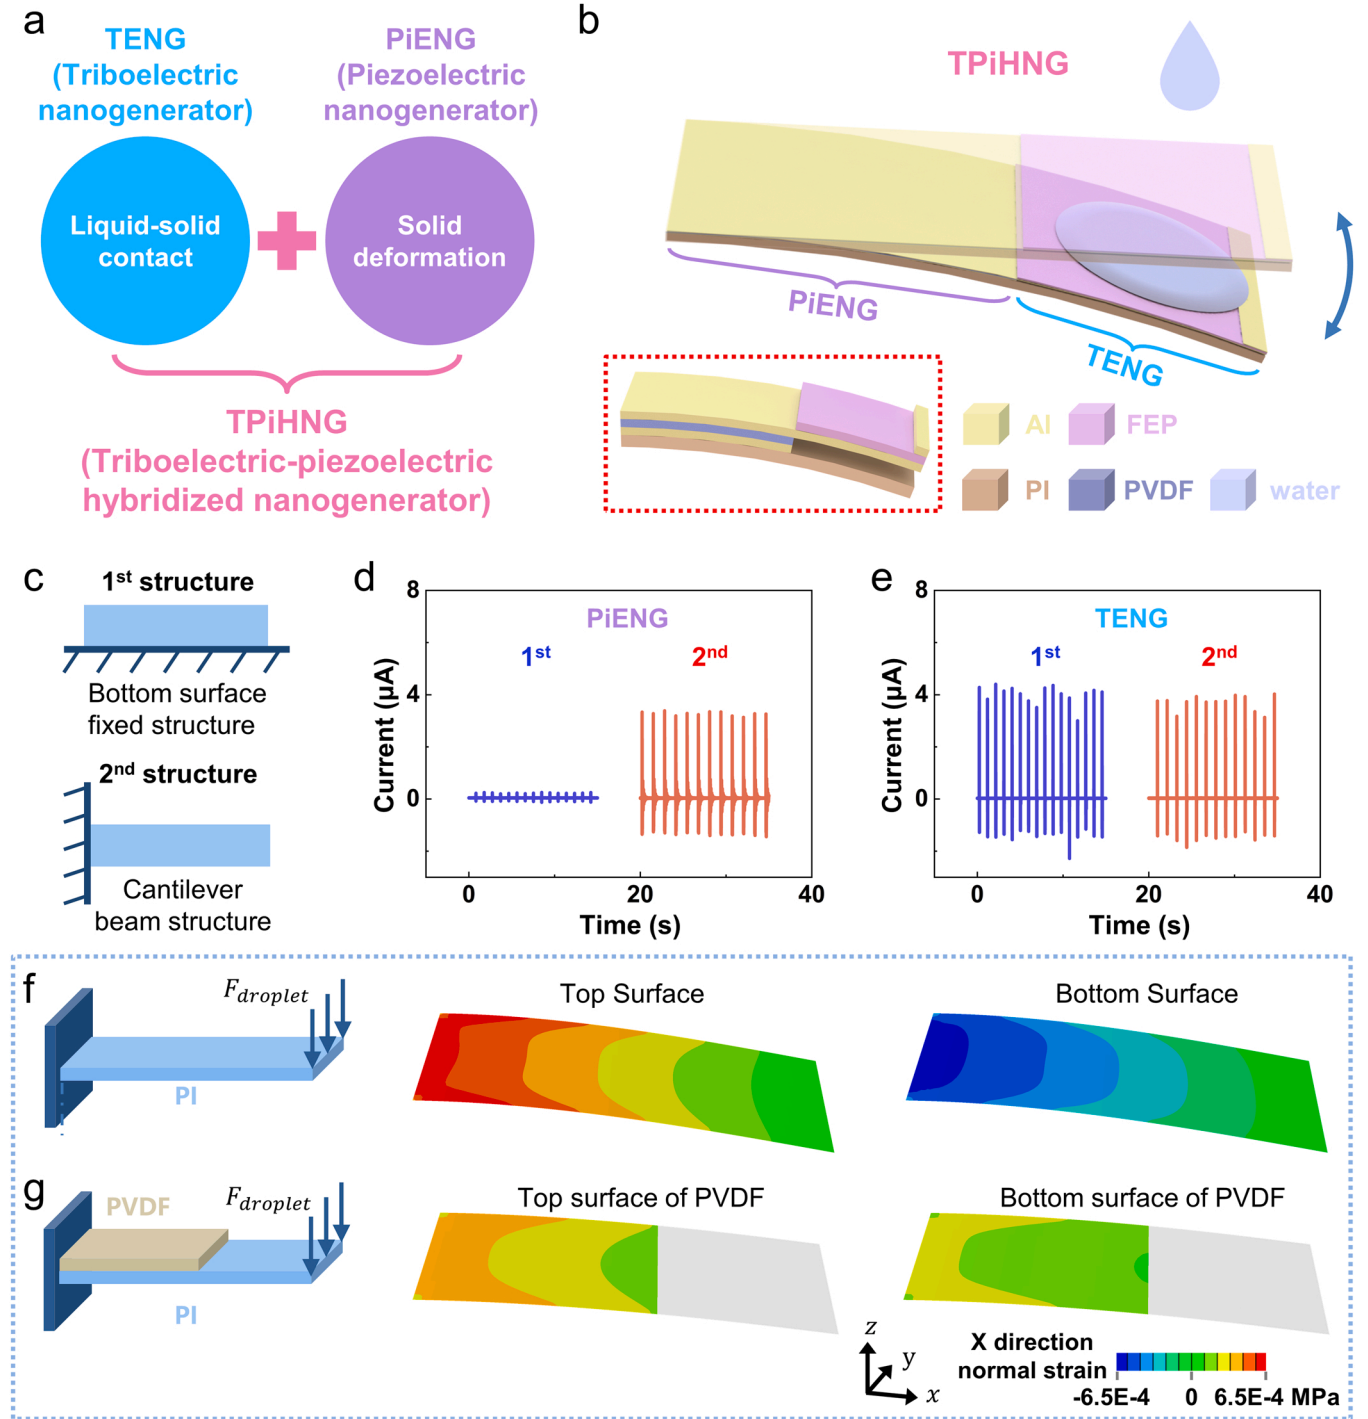 a
TENG
(Triboelectric
nanogenerator)
PiENG
(Piezoelectric
nanogenerator)
Liquid-solid
contact
Solid
deformation
TPiHNG
(Triboelectric-piezoelectric
hybridized nanogenerator)
b
TPiHNG
PiENG
TENG
Al
FEP
PI
PVDF
water
c
1st structure
Bottom surface
fixed structure
2nd structure
Cantilever
beam structure
d
8
4
0
Current (μA)
PiENG
1st
2nd
0
20
40
Time (s)
e
8
4
0
Current (μA)
TENG
1st
2nd
0
20
40
Time (s)
f
Fdroplet
PI
Top Surface
Bottom Surface
g
PVDF
Fdroplet
PI
Top surface of PVDF
Bottom surface of PVDF
z
y
x
X direction
normal strain
-6.5E-4 0 6.5E-4 MPa